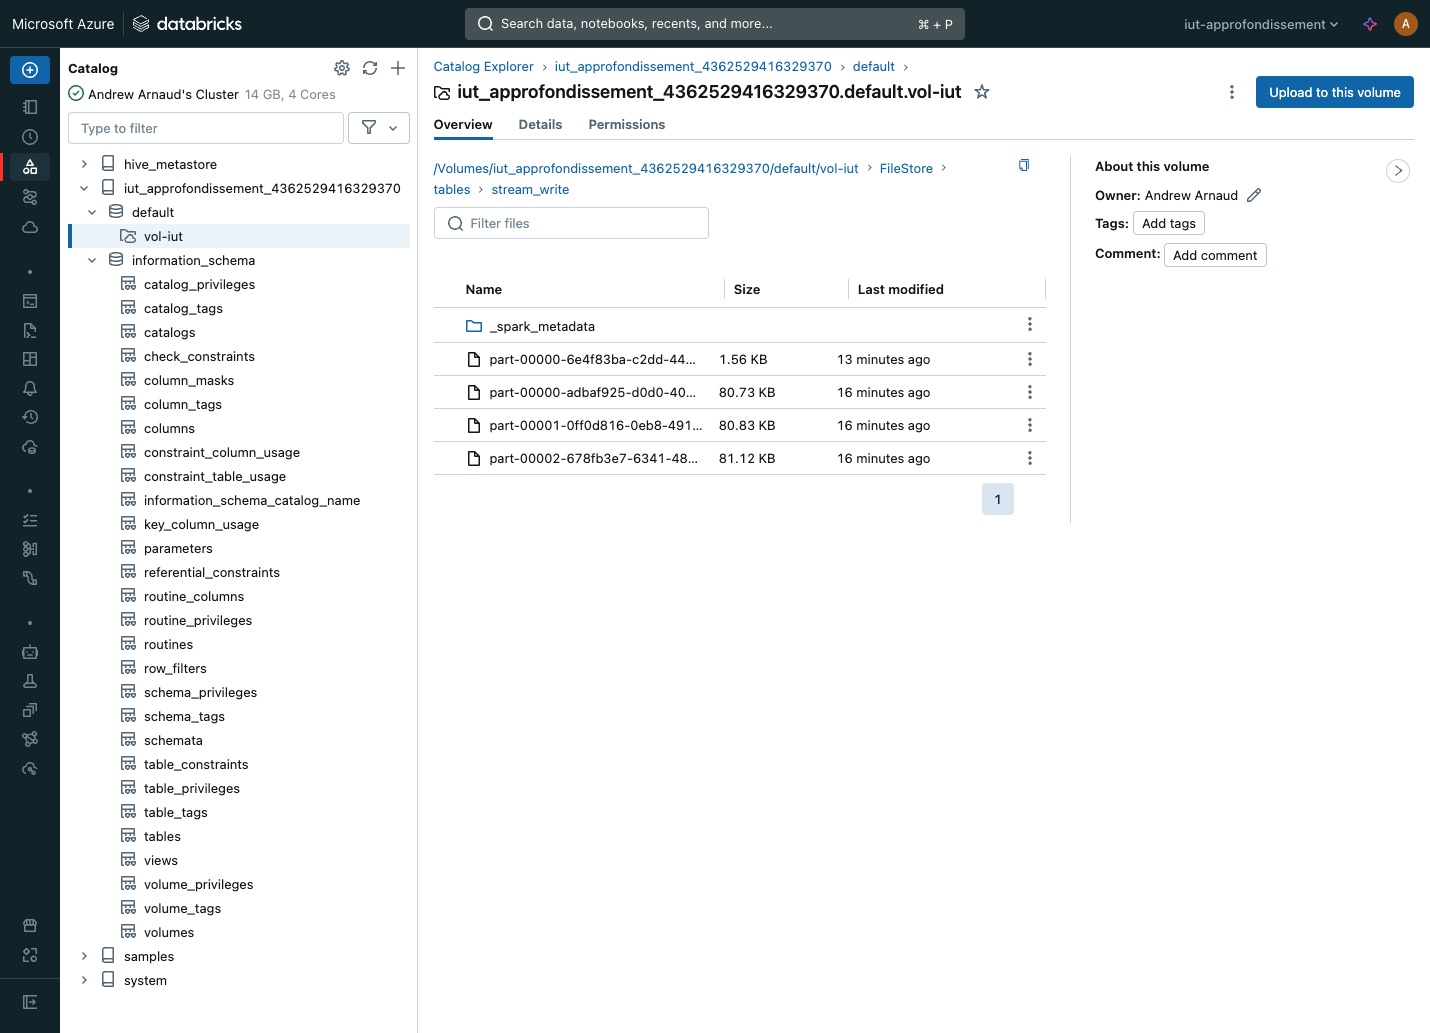 Microsoft Azure databricks
Search data, notebooks, recents, and more... ⌘ + P
iut-approfondissement
A
Catalog
Andrew Arnaud's Cluster 14 GB, 4 Cores
Type to filter
hive_metastore
iut_approfondissement_4362529416329370
default
vol-iut
information_schema
catalog_privileges
catalog_tags
catalogs
check_constraints
column_masks
column_tags
columns
constraint_column_usage
constraint_table_usage
information_schema_catalog_name
key_column_usage
parameters
referential_constraints
routine_columns
routine_privileges
routines
row_filters
schema_privileges
schema_tags
schemata
table_constraints
table_privileges
table_tags
tables
views
volume_privileges
volume_tags
volumes
samples
system
Catalog Explorer › iut_approfondissement_4362529416329370 › default ›
iut_approfondissement_4362529416329370.default.vol-iut
Upload to this volume
Overview Details Permissions
/Volumes/iut_approfondissement_4362529416329370/default/vol-iut › FileStore ›
tables › stream_write
Filter files
Name Size Last modified
_spark_metadata
part-00000-6e4f83ba-c2dd-44... 1.56 KB 13 minutes ago
part-00000-adbaf925-d0d0-40... 80.73 KB 16 minutes ago
part-00001-0ff0d816-0eb8-491... 80.83 KB 16 minutes ago
part-00002-678fb3e7-6341-48... 81.12 KB 16 minutes ago
1
About this volume
Owner: Andrew Arnaud
Tags: Add tags
Comment: Add comment